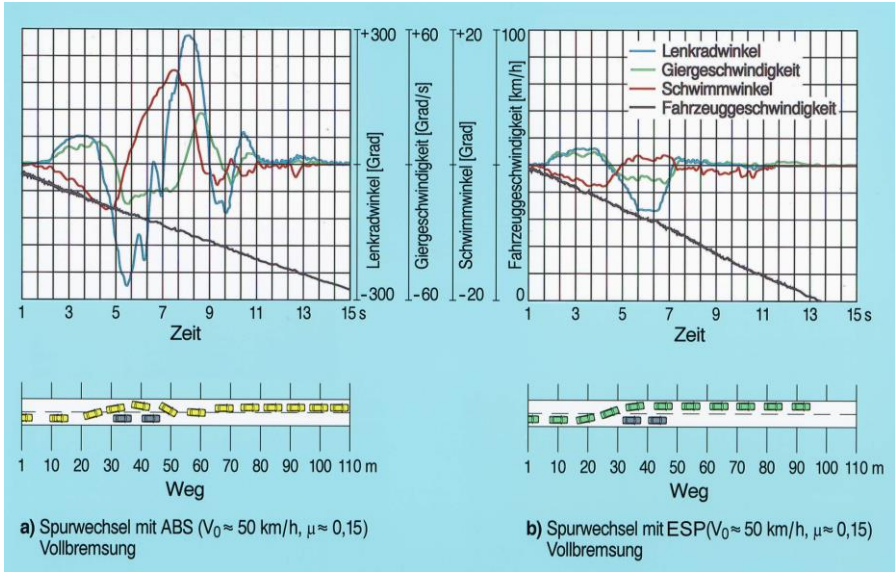 +300
Lenkradwinkel [Grad]
-300
+60
Giergeschwindigkeit [Grad/s]
-60
+20
Schwimmwinkel [Grad]
-20
100
Fahrzeuggeschwindigkeit [km/h]
0
Lenkradwinkel
Giergeschwindigkeit
Schwimmwinkel
Fahrzeuggeschwindigkeit
1 3 5 7 9 11 13 15 s
Zeit
1 3 5 7 9 11 13 15 s
Zeit
0 10 20 30 40 50 60 70 80 90 100 110 m
Weg
0 10 20 30 40 50 60 70 80 90 100 110 m
Weg
a) Spurwechsel mit ABS (V0 ≈ 50 km/h, μ ≈ 0,15)
Vollbremsung
b) Spurwechsel mit ESP(V0 ≈ 50 km/h, μ ≈ 0,15)
Vollbremsung